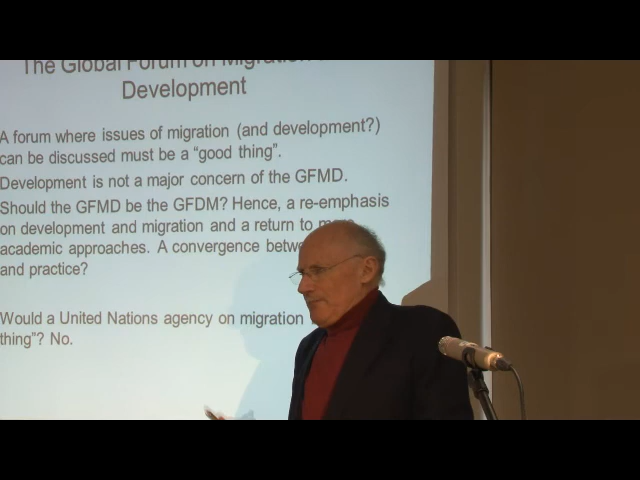 The Global Forum on Migration
Development
A forum where issues of migration (and development?)
can be discussed must be a “good thing”.
Development is not a major concern of the GFMD.
Should the GFMD be the GFDM? Hence, a re-emphasis
on development and migration and a return to more
academic approaches. A convergence
and practice?
Would a United Nations agency on migration
thing”? No.